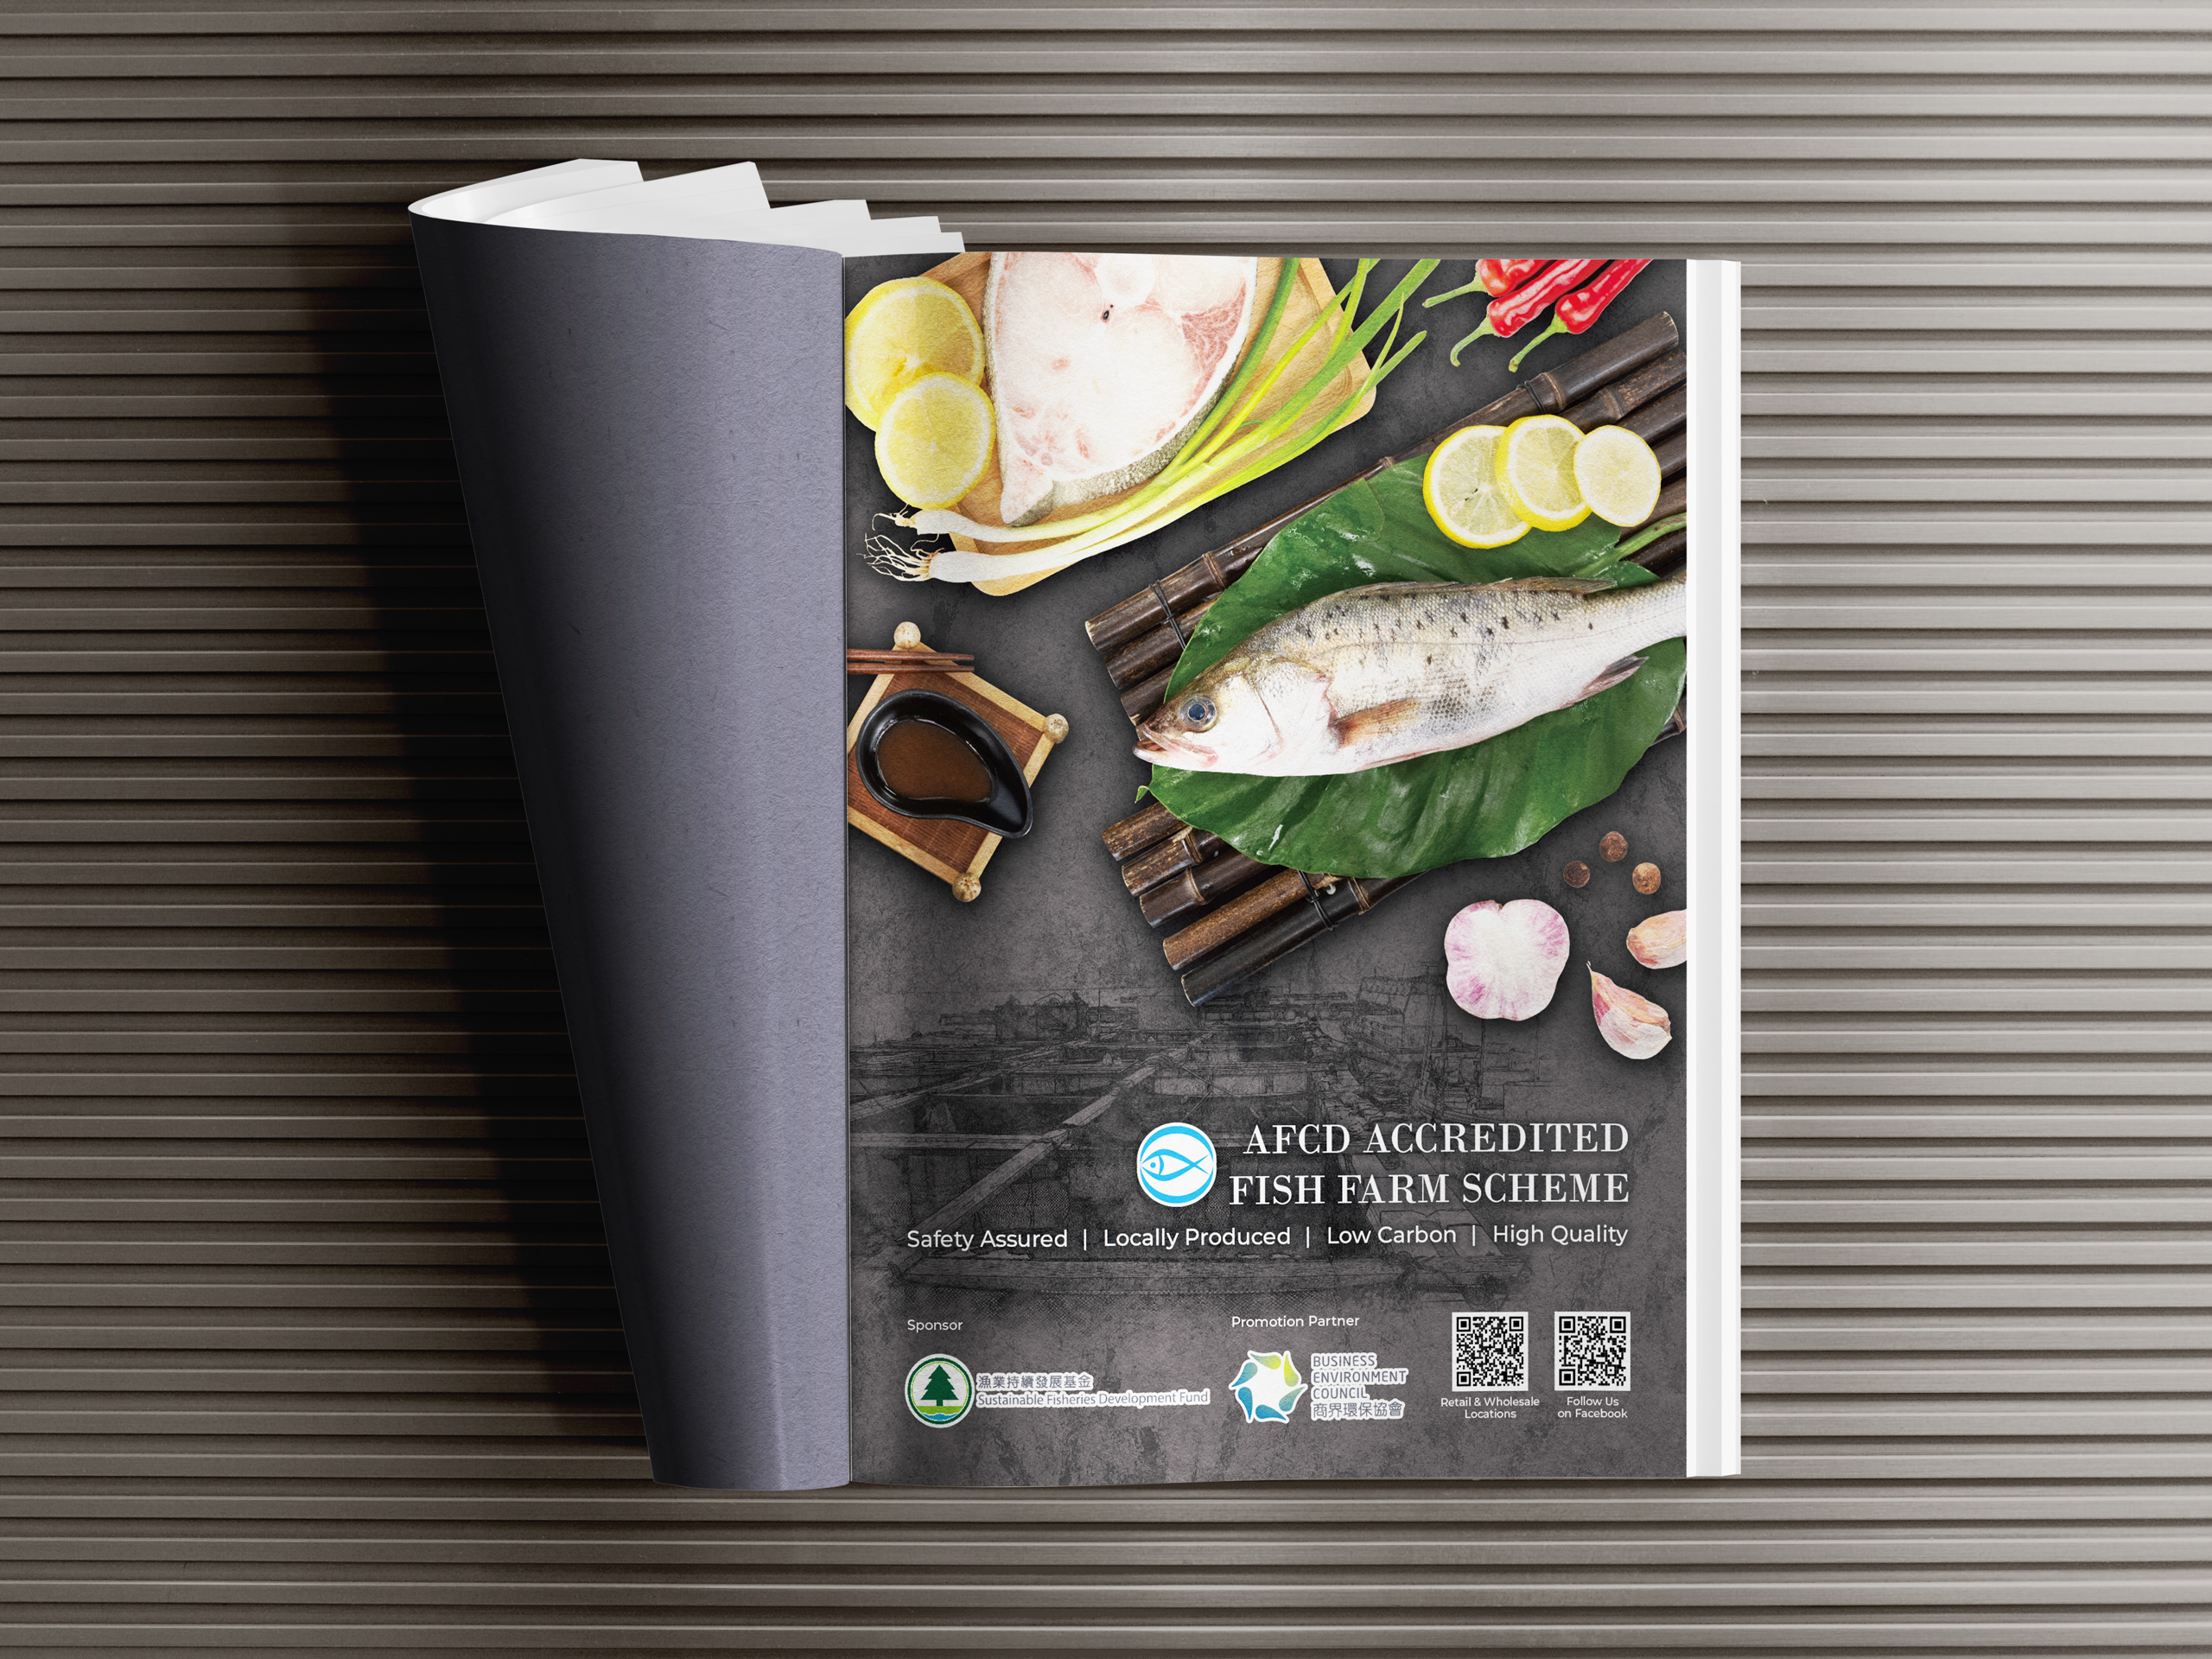 AFCD ACCREDITED
FISH FARM SCHEME
Safety Assured | Locally Produced | Low Carbon | High Quality
Sponsor
漁業持續發展基金
Sustainable Fisheries Development Fund
Promotion Partner
BUSINESS
ENVIRONMENT
COUNCIL
商界環保協會
Retail & Wholesale
Locations
Follow Us
on Facebook